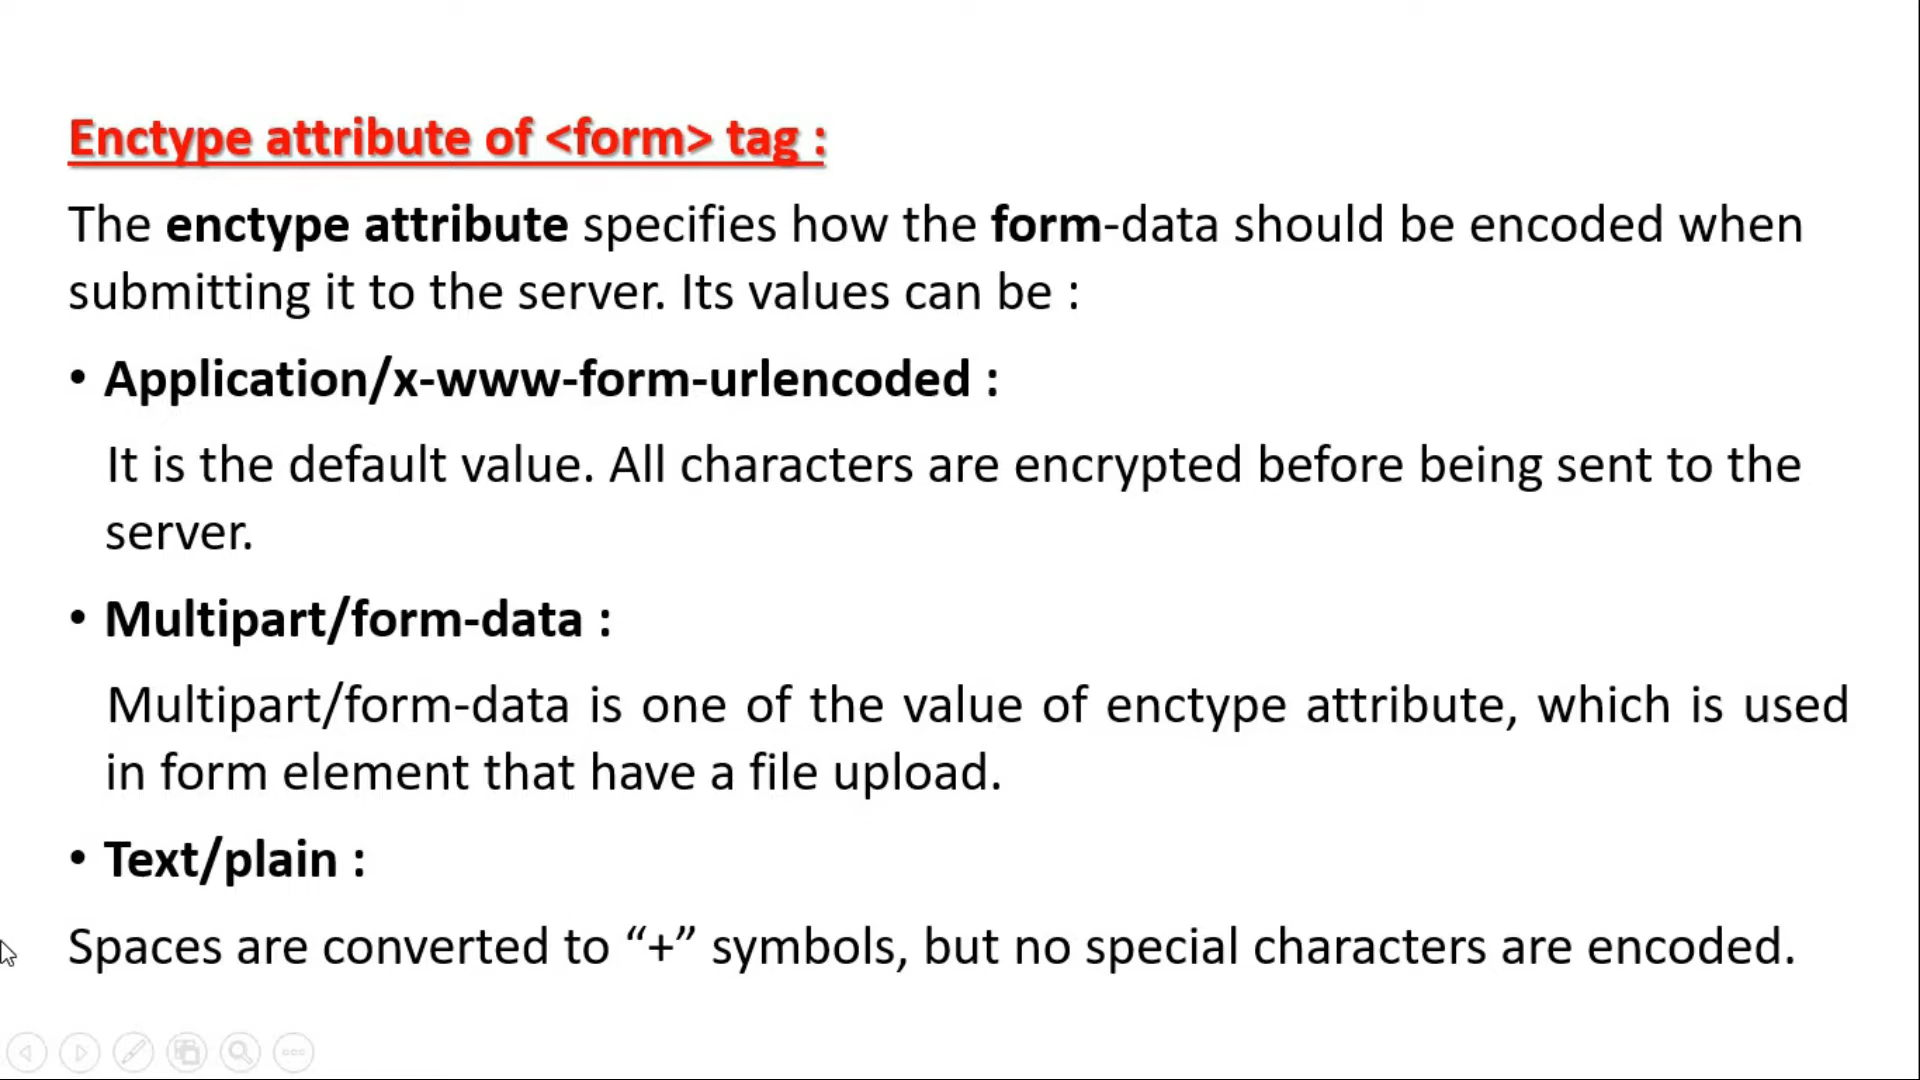 Enctype attribute of <form> tag :
The enctype attribute specifies how the form-data should be encoded when
submitting it to the server. Its values can be :
• Application/x-www-form-urlencoded :
It is the default value. All characters are encrypted before being sent to the
server.
• Multipart/form-data :
Multipart/form-data is one of the value of enctype attribute, which is used
in form element that have a file upload.
• Text/plain :
Spaces are converted to “+” symbols, but no special characters are encoded.